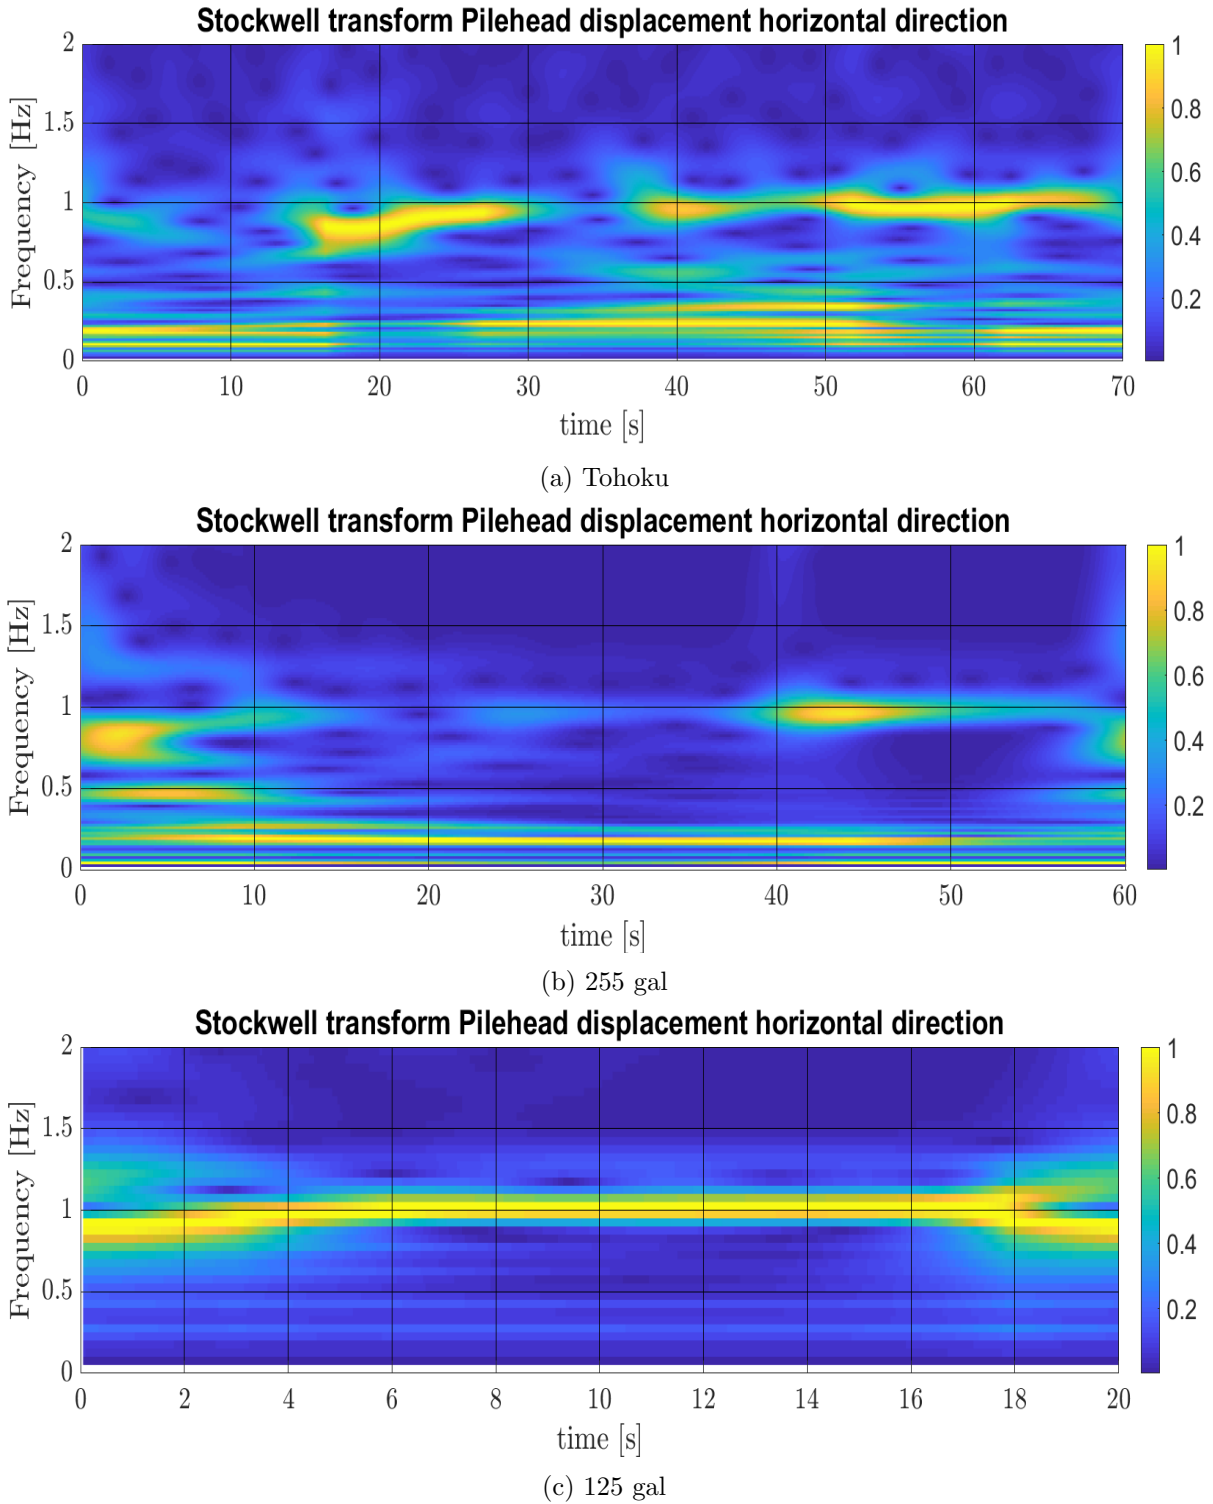 Stockwell transform Pilehead displacement horizontal direction
Frequency [Hz]
2
1.5
1
0.5
0
0 10 20 30 40 50 60 70
time [s]
1
0.8
0.6
0.4
0.2
(a) Tohoku
Stockwell transform Pilehead displacement horizontal direction
Frequency [Hz]
2
1.5
1
0.5
0
0 10 20 30 40 50 60
time [s]
1
0.8
0.6
0.4
0.2
(b) 255 gal
Stockwell transform Pilehead displacement horizontal direction
Frequency [Hz]
2
1.5
1
0.5
0
0 2 4 6 8 10 12 14 16 18 20
time [s]
1
0.8
0.6
0.4
0.2
(c) 125 gal